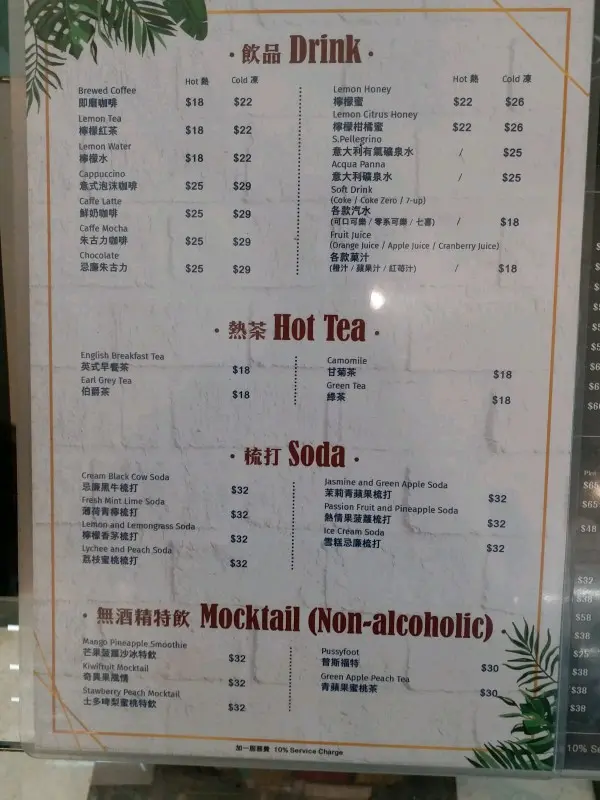 · 飲品 Drink ·
Hot 熱 Cold 凍
Brewed Coffee
即磨咖啡 $18 $22
Lemon Tea
檸檬紅茶 $18 $22
Lemon Water
檸檬水 $18 $22
Cappuccino
意式泡沫咖啡 $25 $29
Caffe Latte
鮮奶咖啡 $25 $29
Caffe Mocha
朱古力咖啡 $25 $29
Chocolate
忌廉朱古力 $25 $29
Hot 熱 Cold 凍
Lemon Honey
檸檬蜜 $22 $26
Lemon Citrus Honey
檸檬柑橘蜜 $22 $26
S.Pellegrino
意大利有氣礦泉水 / $25
Acqua Panna
意大利礦泉水 / $25
Soft Drink
(Coke / Coke Zero / 7-up)
各款汽水
(可口可樂 / 零系可樂 / 七喜) / $18
Fruit Juice
(Orange Juice / Apple Juice / Cranberry Juice)
各款菓汁
(橙汁 / 蘋果汁 / 紅莓汁) / $18
· 熱茶 Hot Tea ·
English Breakfast Tea
英式早餐茶 $18
Earl Grey Tea
伯爵茶 $18
Camomile
甘菊茶 $18
Green Tea
綠茶 $18
· 梳打 Soda ·
Cream Black Cow Soda
忌廉黑牛梳打 $32
Fresh Mint Lime Soda
薄荷青檸梳打 $32
Lemon and Lemongrass Soda
檸檬香茅梳打 $32
Lychee and Peach Soda
荔枝蜜桃梳打 $32
Jasmine and Green Apple Soda
茉莉青蘋果梳打 $32
Passion Fruit and Pineapple Soda
熱情果菠蘿梳打 $32
Ice Cream Soda
雪糕忌廉梳打 $32
· 無酒精特飲 Mocktail (Non-alcoholic) ·
Mango Pineapple Smoothie
芒果菠蘿沙冰特飲 $32
Kiwifruit Mocktail
奇異果風情 $32
Stawberry Peach Mocktail
士多啤梨蜜桃特飲 $32
Pussyfoot
普斯福特 $30
Green Apple Peach Tea
青蘋果蜜桃茶 $30
加一服務費 10% Service Charge
$65
$65
$48
$32
$38
$58
$38
$25
$38
$38
$38